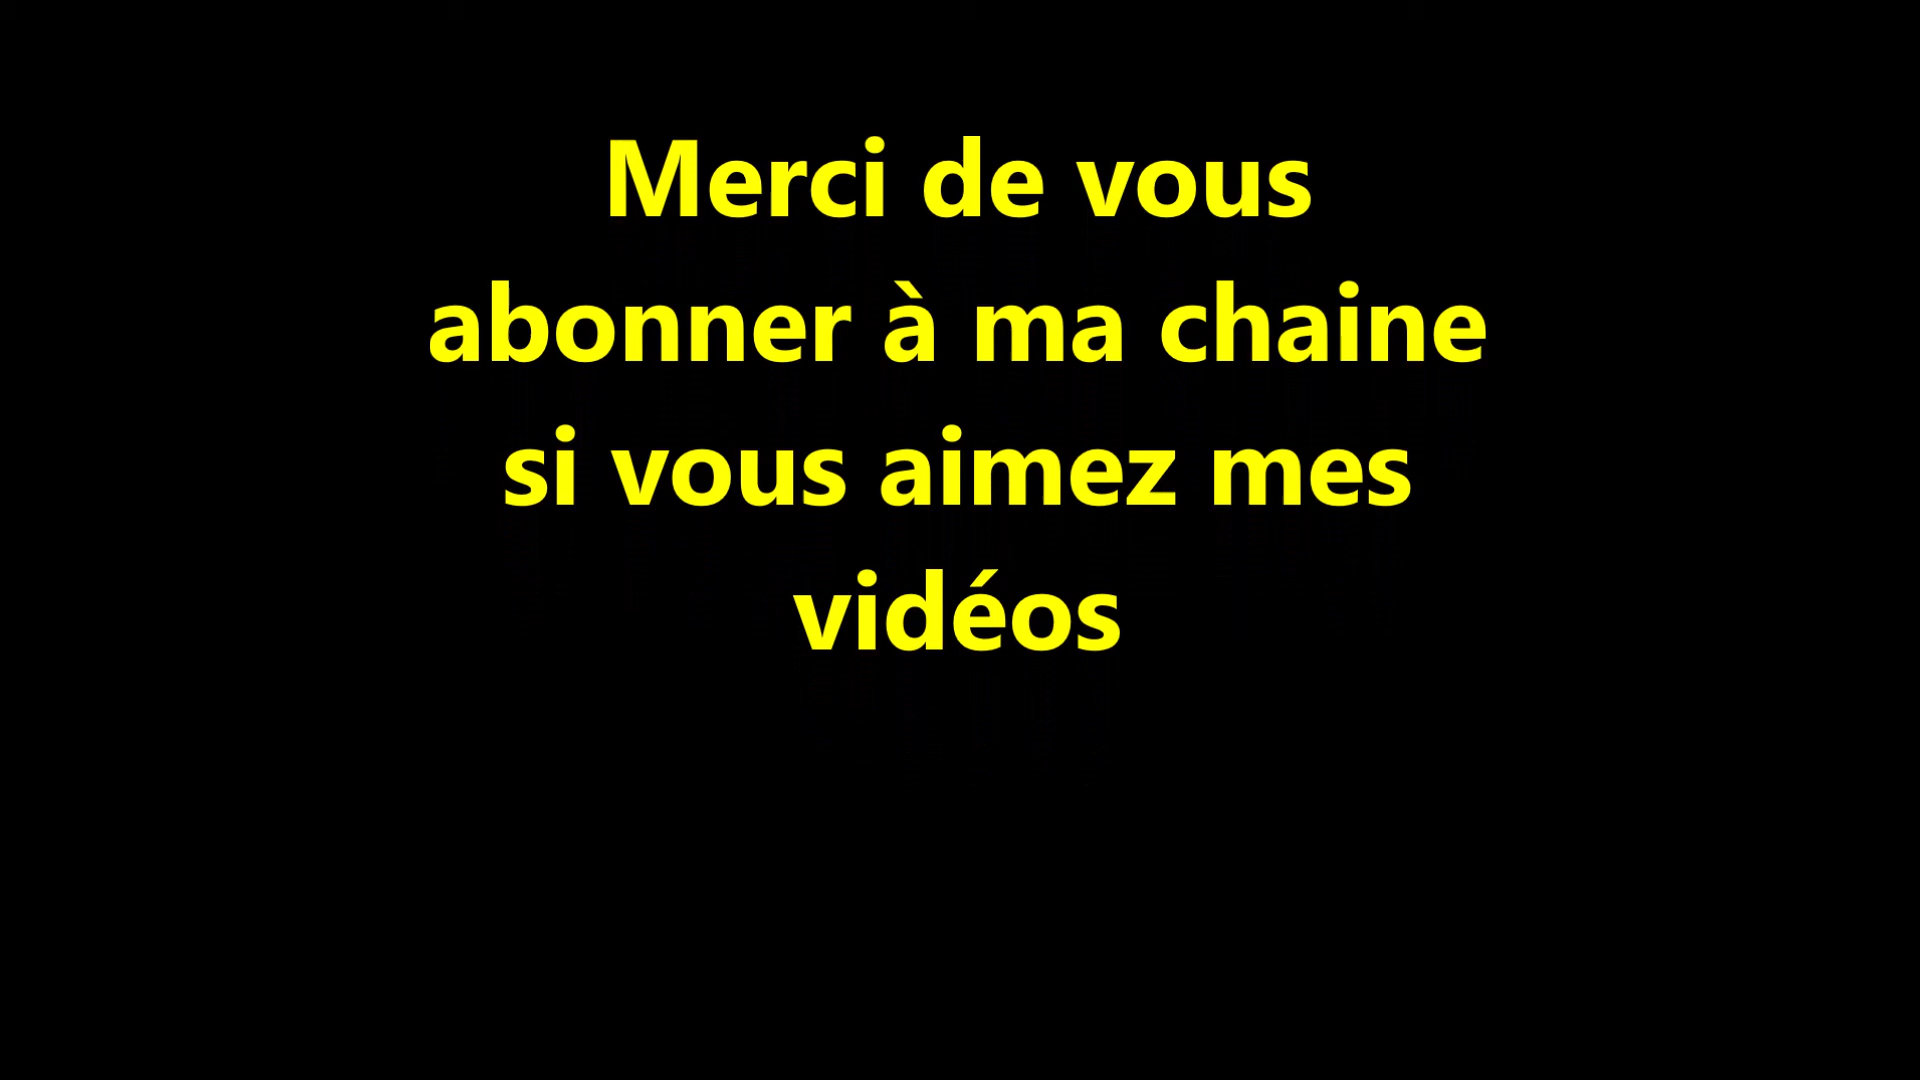 Merci de vous
abonner à ma chaine
si vous aimez mes
vidéos